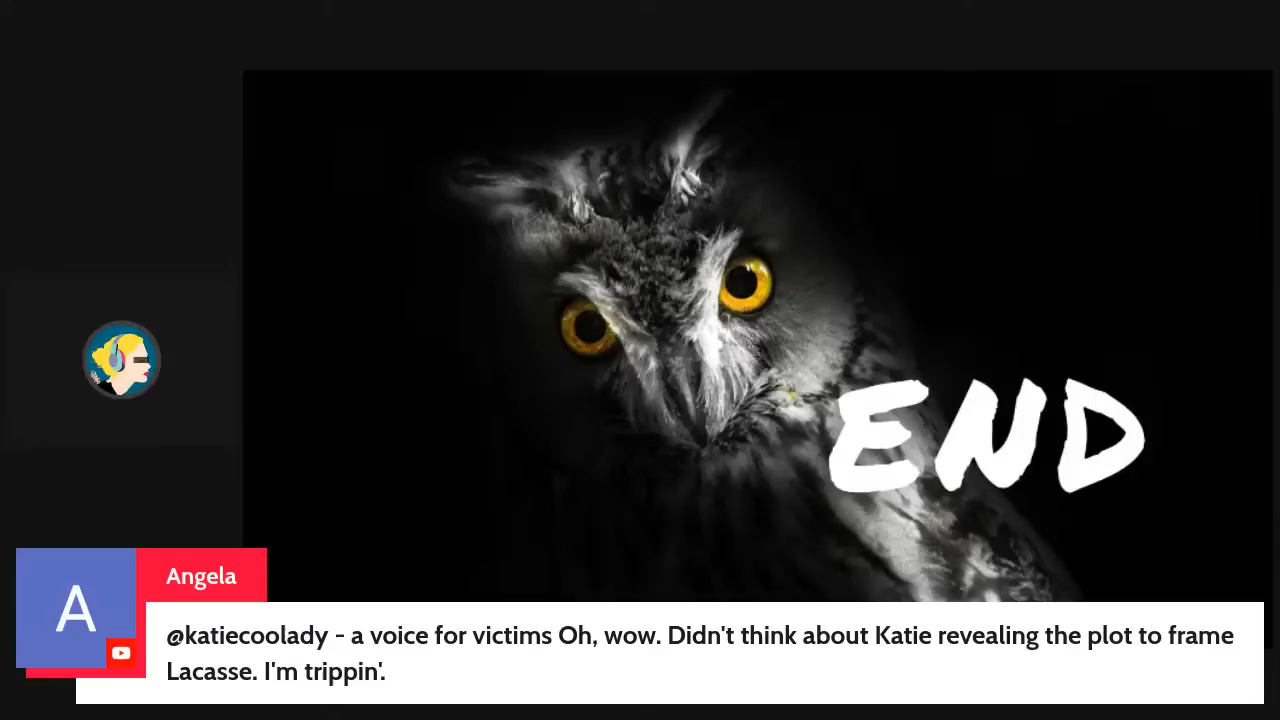 END
Angela
A
@katiecoolady - a voice for victims Oh, wow. Didn't think about Katie revealing the plot to frame
Lacasse. I'm trippin'.